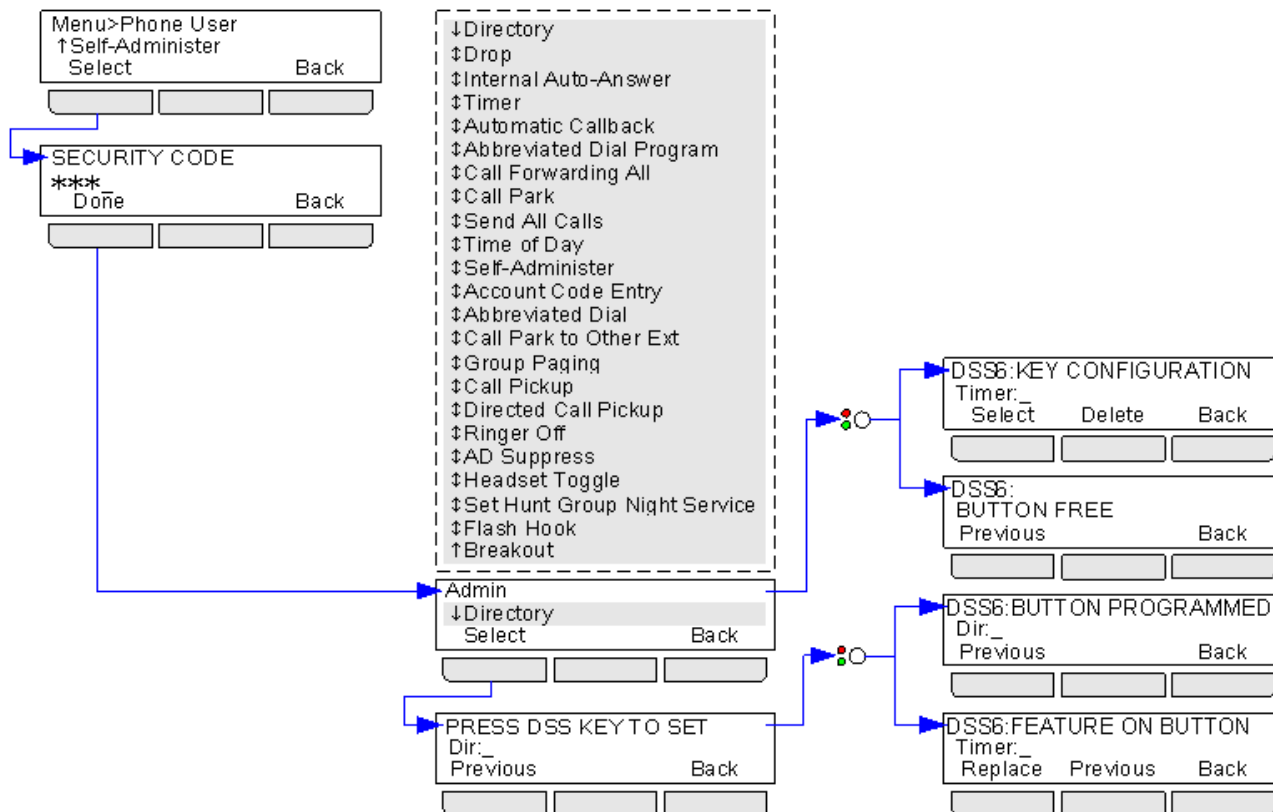 Menu>Phone User
↑Self-Administer
Select Back
SECURITY CODE
***_
Done Back
↓Directory
↕Drop
↕Internal Auto-Answer
↕Timer
↕Automatic Callback
↕Abbreviated Dial Program
↕Call Forwarding All
↕Call Park
↕Send All Calls
↕Time of Day
↕Self-Administer
↕Account Code Entry
↕Abbreviated Dial
↕Call Park to Other Ext
↕Group Paging
↕Call Pickup
↕Directed Call Pickup
↕Ringer Off
↕AD Suppress
↕Headset Toggle
↕Set Hunt Group Night Service
↕Flash Hook
↑Breakout
Admin
↓Directory
Select Back
PRESS DSS KEY TO SET
Dir:_
Previous Back
DSS6:KEY CONFIGURATION
Timer:_
Select Delete Back
DSS6:
BUTTON FREE
Previous Back
DSS6:BUTTON PROGRAMMED
Dir:_
Previous Back
DSS6:FEATURE ON BUTTON
Timer:_
Replace Previous Back